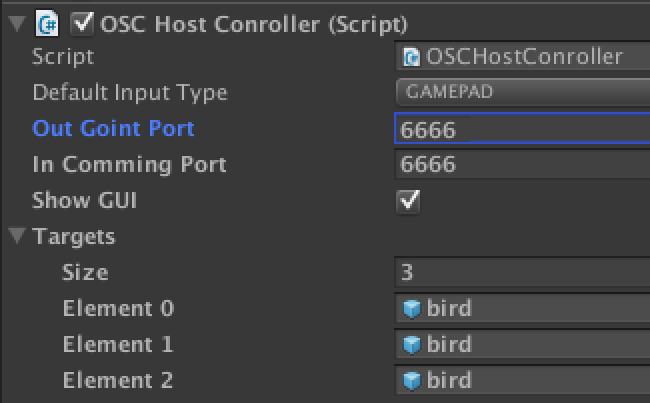 OSC Host Conroller (Script)
Script OSCHostConroller
Default Input Type GAMEPAD
Out Goint Port 6666
In Comming Port 6666
Show GUI
Targets
Size 3
Element 0 bird
Element 1 bird
Element 2 bird